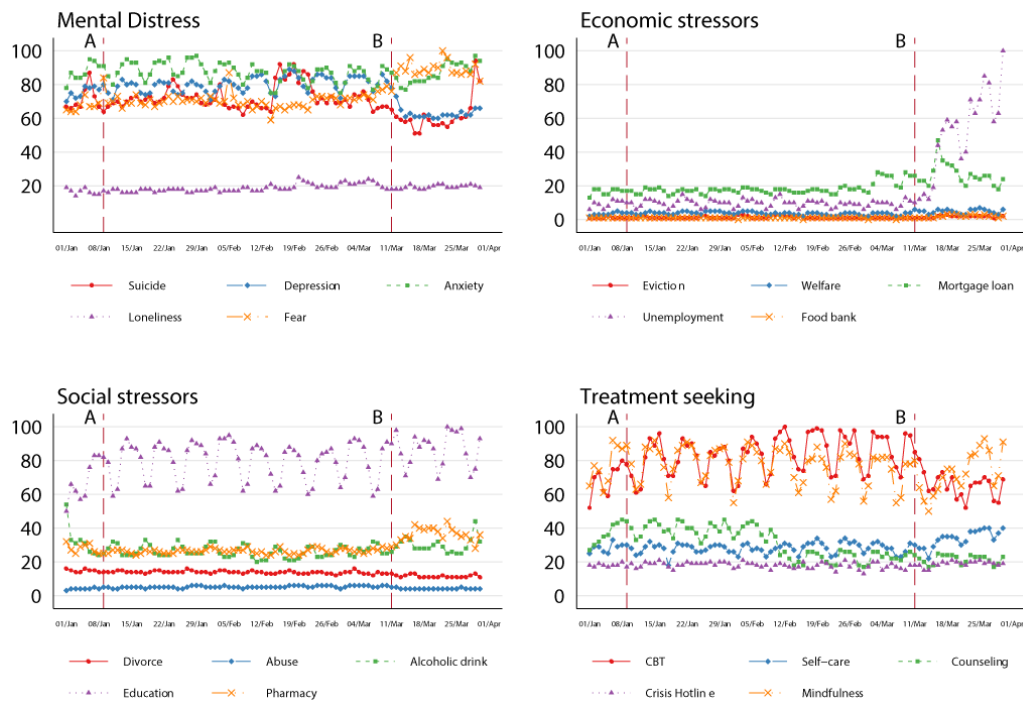 Mental Distress
A
B
100
80
60
40
20
01/Jan 08/Jan 15/Jan 22/Jan 29/Jan 05/Feb 12/Feb 19/Feb 26/Feb 04/Mar 11/Mar 18/Mar 25/Mar 01/Apr
Suicide Depression Anxiety
Loneliness Fear
Economic stressors
A
B
100
80
60
40
20
0
01/Jan 08/Jan 15/Jan 22/Jan 29/Jan 05/Feb 12/Feb 19/Feb 26/Feb 04/Mar 11/Mar 18/Mar 25/Mar 01/Apr
Eviction Welfare Mortgage loan
Unemployment Food bank
Social stressors
A
B
100
80
60
40
20
0
01/Jan 08/Jan 15/Jan 22/Jan 29/Jan 05/Feb 12/Feb 19/Feb 26/Feb 04/Mar 11/Mar 18/Mar 25/Mar 01/Apr
Divorce Abuse Alcoholic drink
Education Pharmacy
Treatment seeking
A
B
100
80
60
40
20
0
01/Jan 08/Jan 15/Jan 22/Jan 29/Jan 05/Feb 12/Feb 19/Feb 26/Feb 04/Mar 11/Mar 18/Mar 25/Mar 01/Apr
CBT Self−care Counseling
Crisis Hotlin e Mindfulness